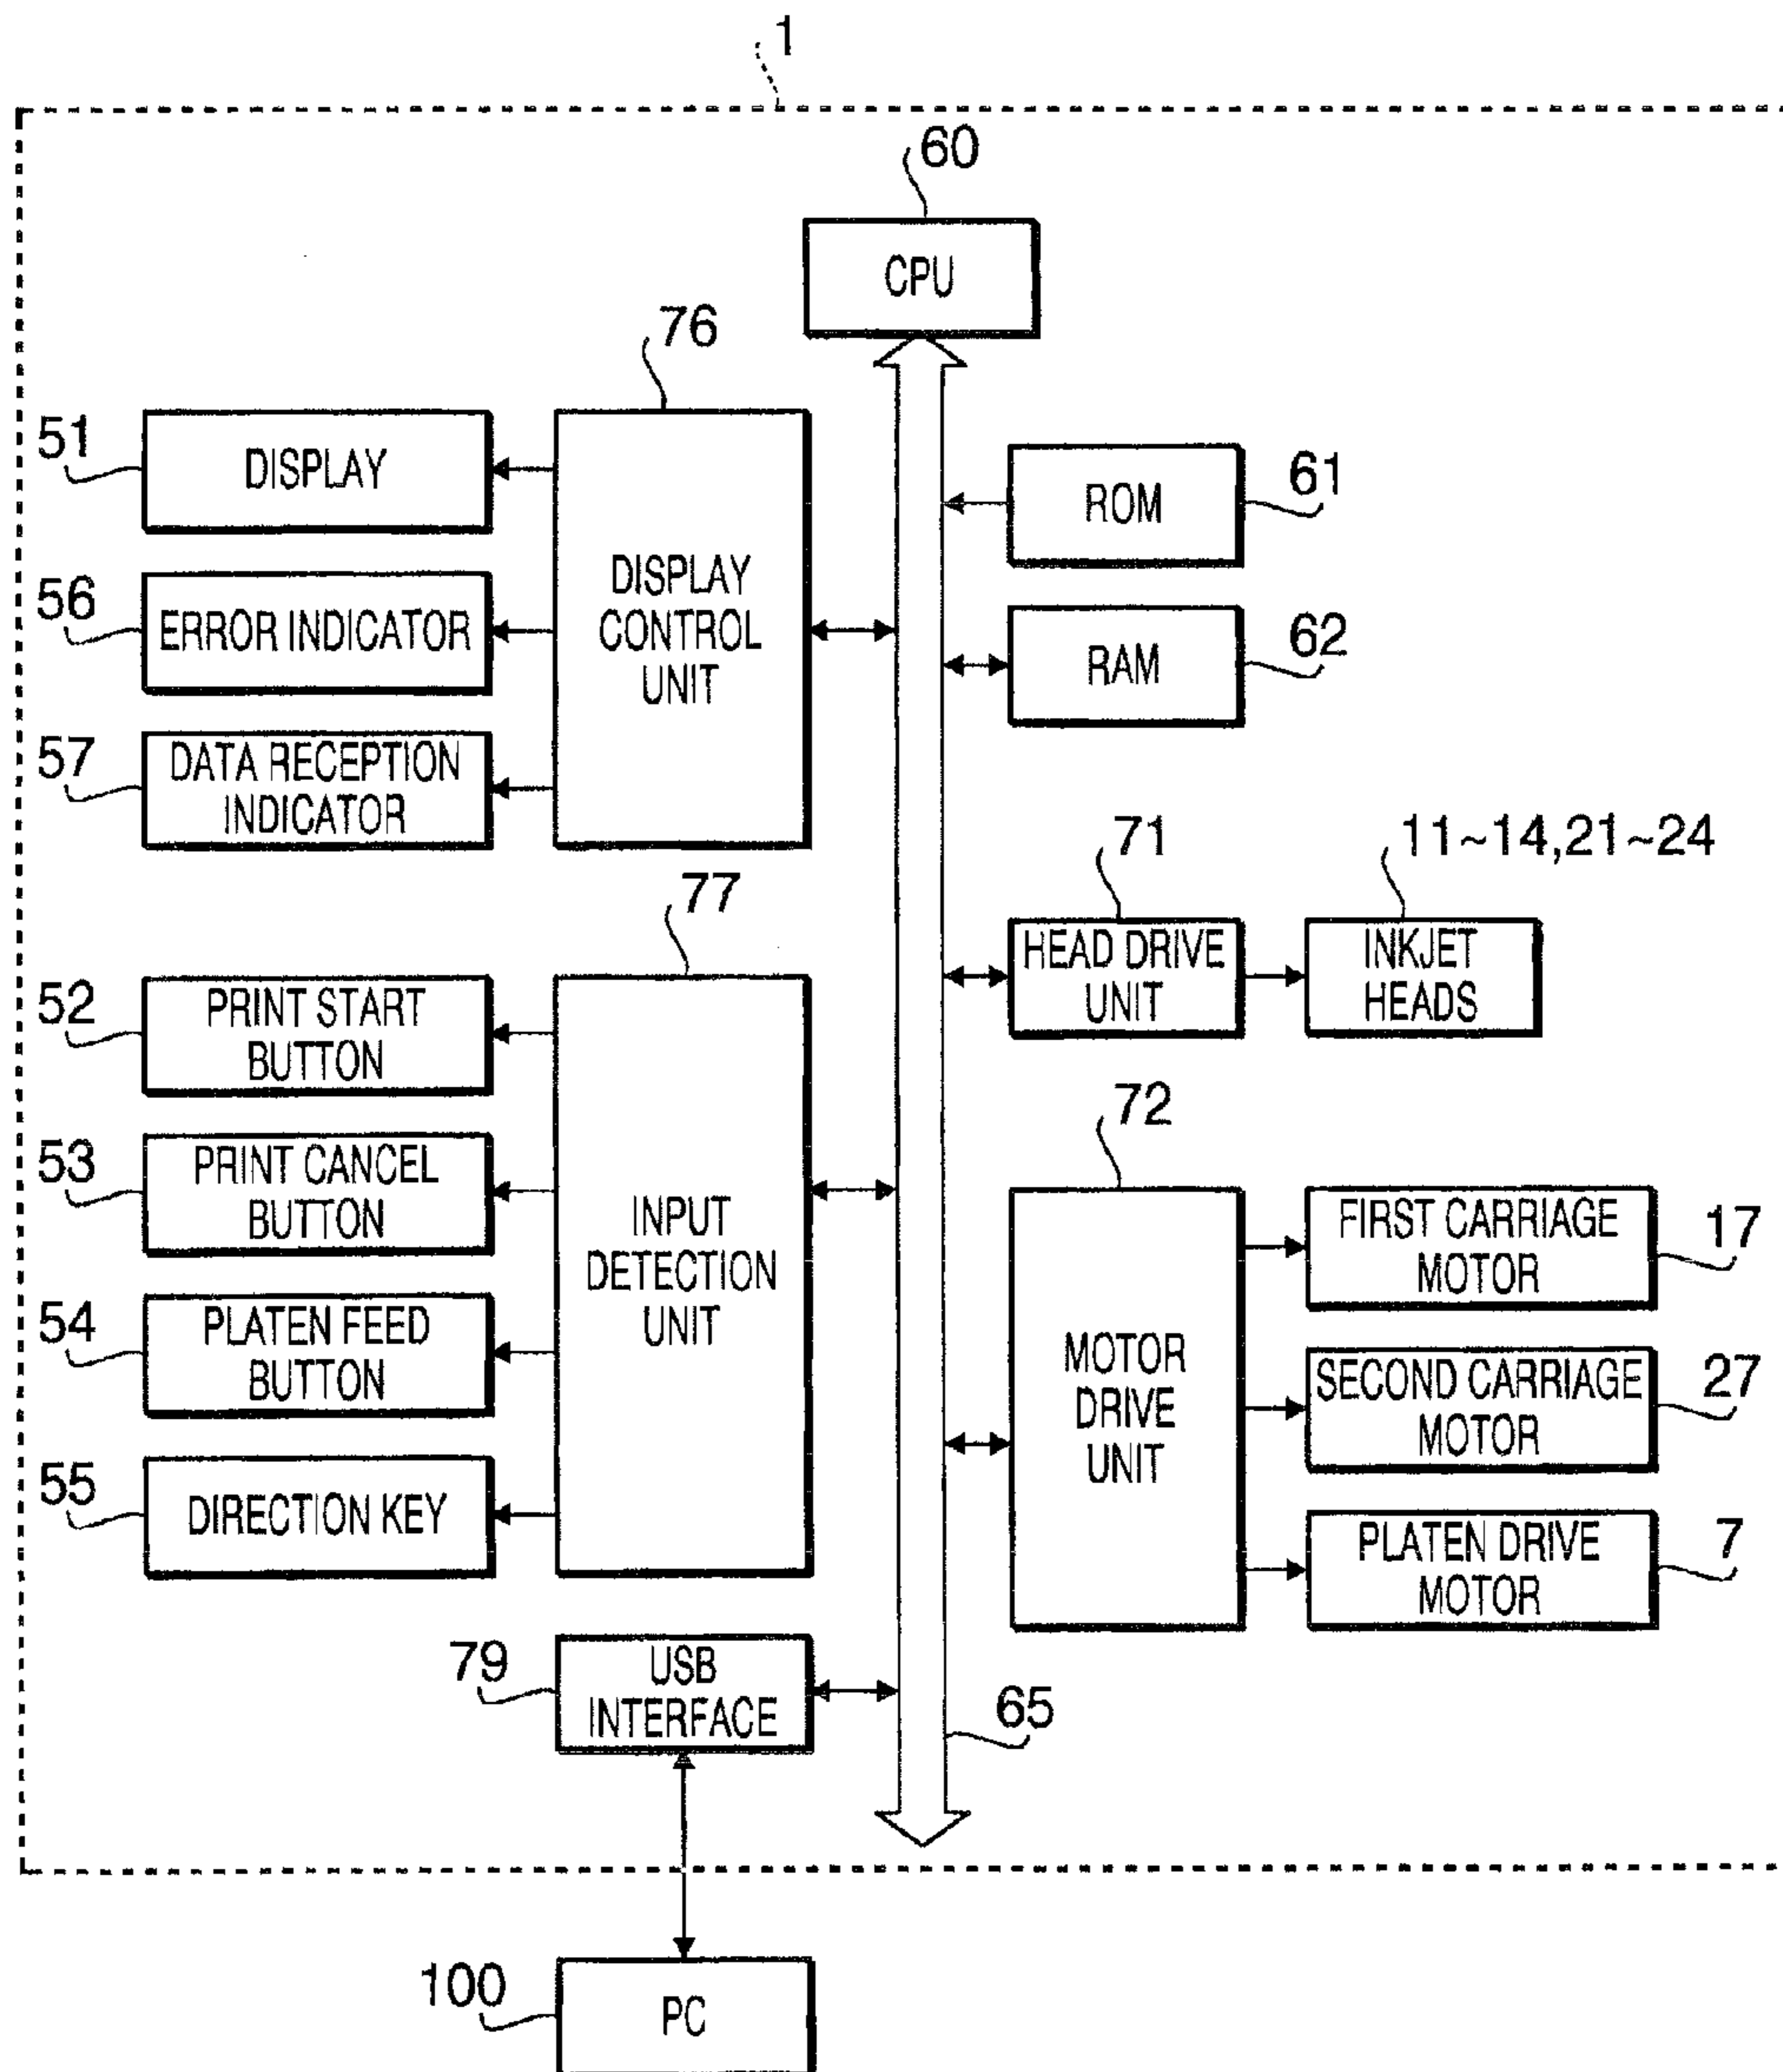 1
60
CPU
76
51
DISPLAY
56
ERROR INDICATOR
57
DATA RECEPTION
INDICATOR
DISPLAY
CONTROL
UNIT
ROM
61
RAM
62
71
HEAD DRIVE
UNIT
11~14,21~24
INKJET
HEADS
77
52
PRINT START
BUTTON
53
PRINT CANCEL
BUTTON
54
PLATEN FEED
BUTTON
55
DIRECTION KEY
INPUT
DETECTION
UNIT
72
MOTOR
DRIVE
UNIT
FIRST CARRIAGE
MOTOR
17
SECOND CARRIAGE
MOTOR
27
PLATEN DRIVE
MOTOR
7
79
USB
INTERFACE
65
100
PC